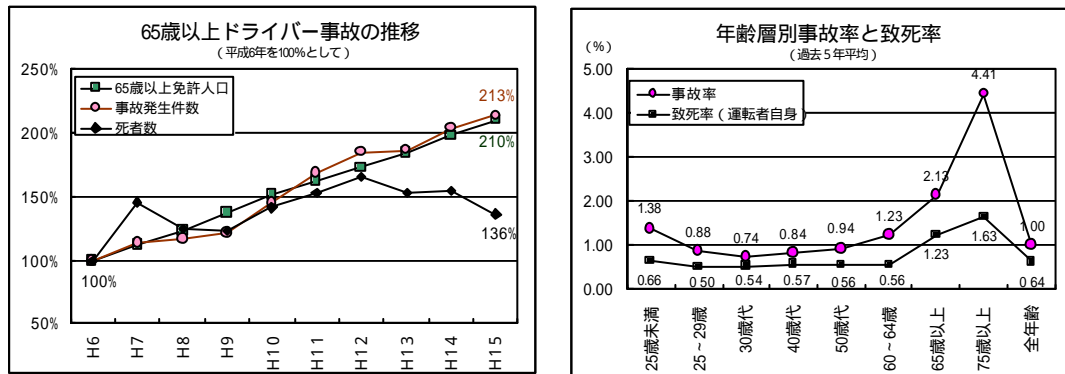 65歳以上ドライバー事故の推移
(平成6年を100%として)
250%
200%
150%
100%
50%
65歳以上免許人口
事故発生件数
死者数
213%
210%
136%
100%
H6
H7
H8
H9
H10
H11
H12
H13
H14
H15
年齢層別事故率と致死率
(過去5年平均)
(%)
5.00
4.00
3.00
2.00
1.00
0.00
事故率
致死率(運転者自身)
1.38
0.88
0.74
0.84
0.94
1.23
2.13
4.41
1.00
0.66
0.50
0.54
0.57
0.56
0.56
1.23
1.63
0.64
25歳未満
25~29歳
30歳代
40歳代
50歳代
60~64歳
65歳以上
75歳以上
全年齢